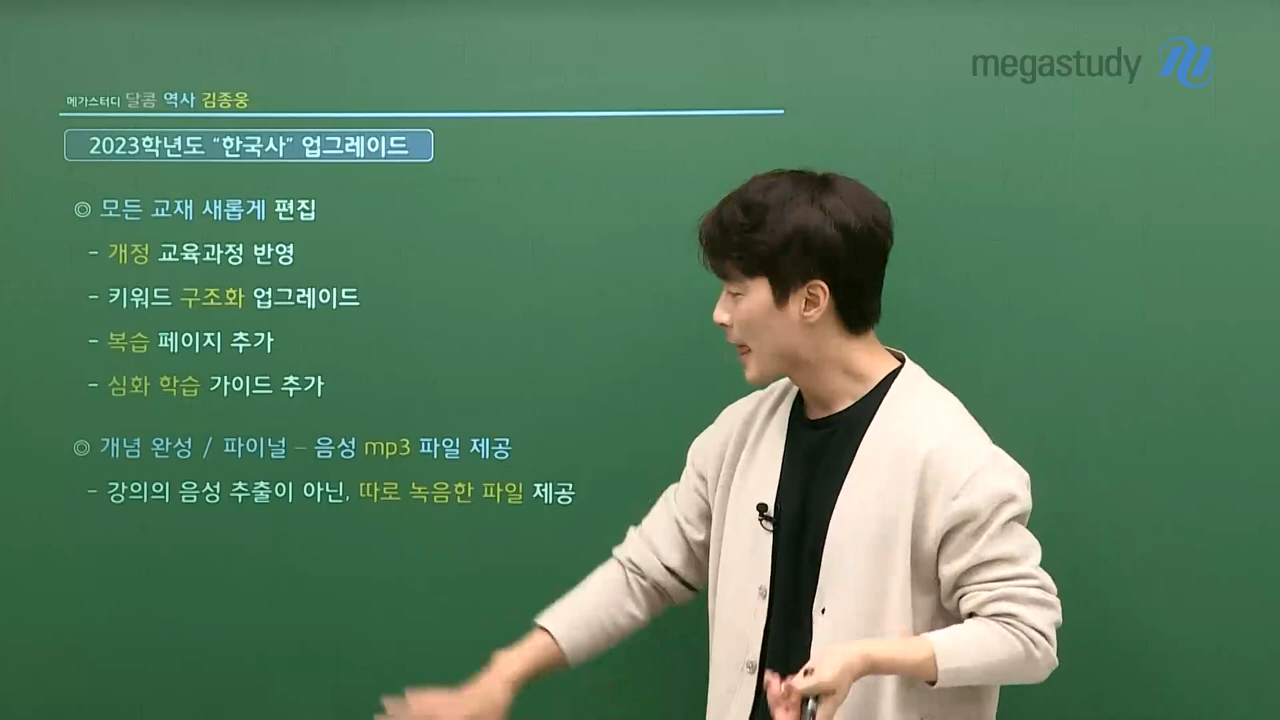 megastudy
메가스터디 달콤 역사 김종웅
2023학년도 “한국사” 업그레이드
◎ 모든 교재 새롭게 편집
- 개정 교육과정 반영
- 키워드 구조화 업그레이드
- 복습 페이지 추가
- 심화 학습 가이드 추가
◎ 개념 완성 / 파이널 – 음성 mp3 파일 제공
- 강의의 음성 추출이 아닌, 따로 녹음한 파일 제공